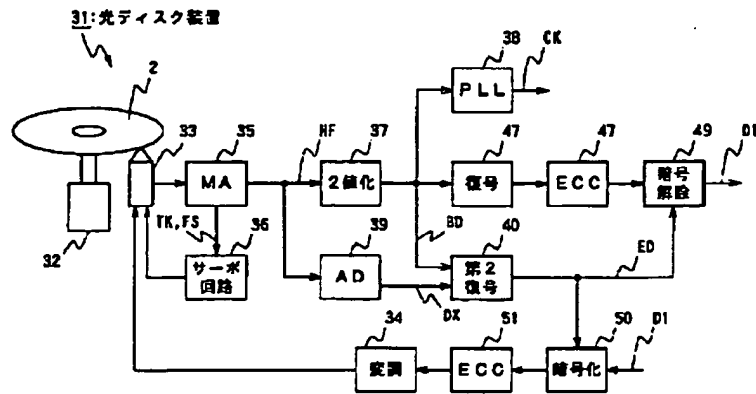 31:光ディスク装置
2
33
35
HF
37
38
CK
PLL
47
47
49
D1
MA
2値化
復号
ECC
暗号
解除
TK,FS
36
39
BD
40
ED
32
サーボ
回路
AD
第2
復号
DX
34
51
50
D1
変調
ECC
暗号化